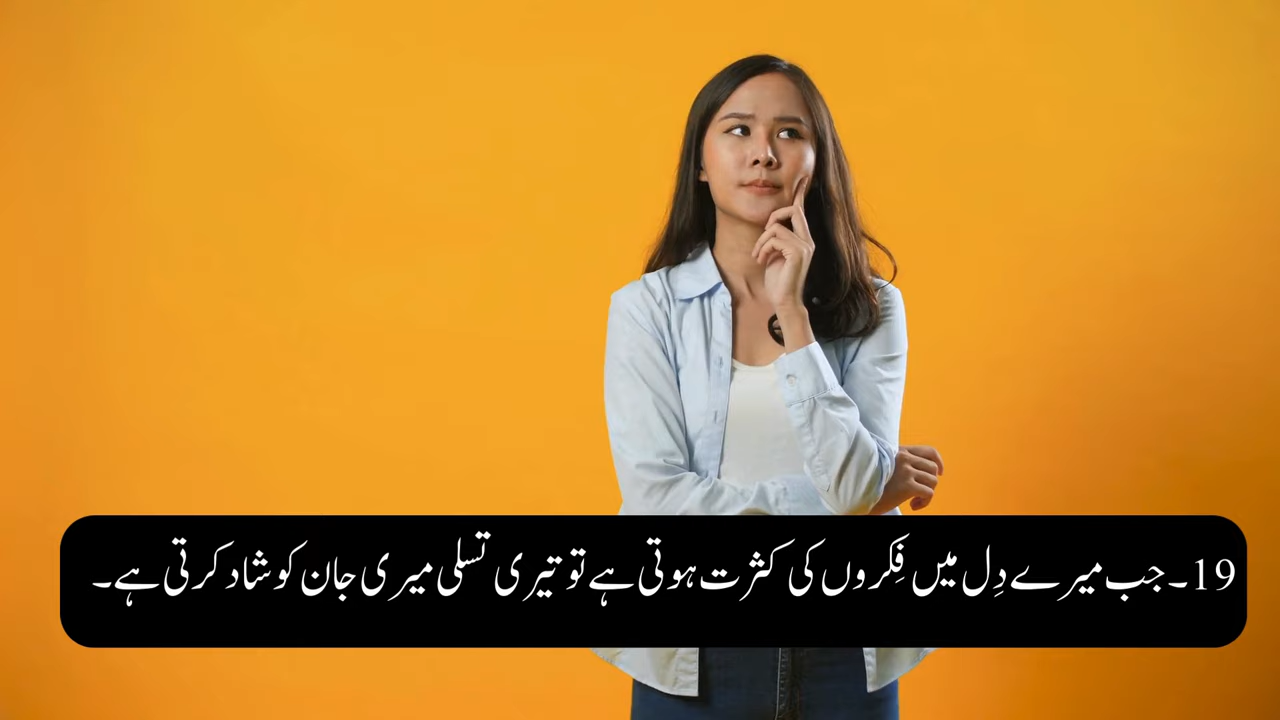 19۔جب میرے دِل میں فِکروں کی کثرت ہوتی ہے تو تیری تسلی میری جان کو شاد کرتی ہے۔